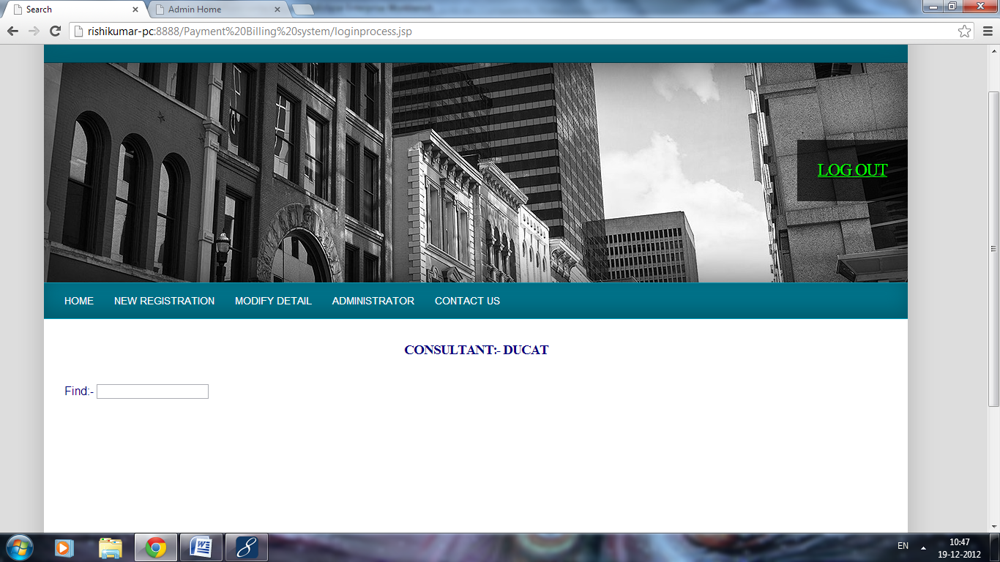 Search
Admin Home
rishikumar-pc:8888/Payment%20Billing%20system/loginprocess.jsp
LOG OUT
HOME NEW REGISTRATION MODIFY DETAIL ADMINISTRATOR CONTACT US
CONSULTANT:- DUCAT
Find:-
EN
10:47
19-12-2012